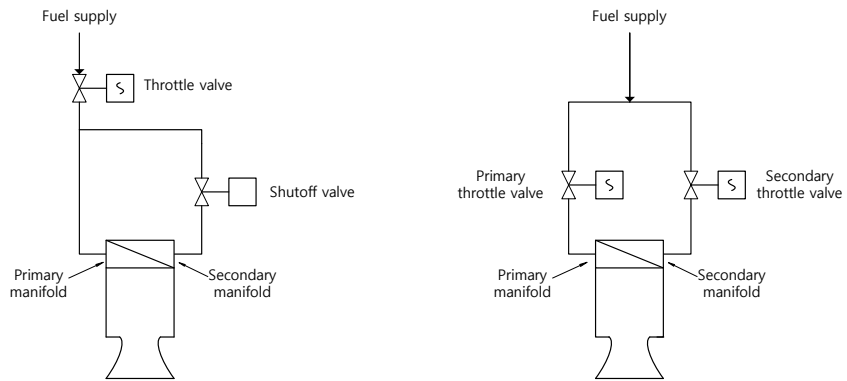 Fuel supply
Throttle valve
S
Shutoff valve
Primary
manifold
Secondary
manifold
Fuel supply
Primary
throttle valve
S
S
Secondary
throttle valve
Primary
manifold
Secondary
manifold